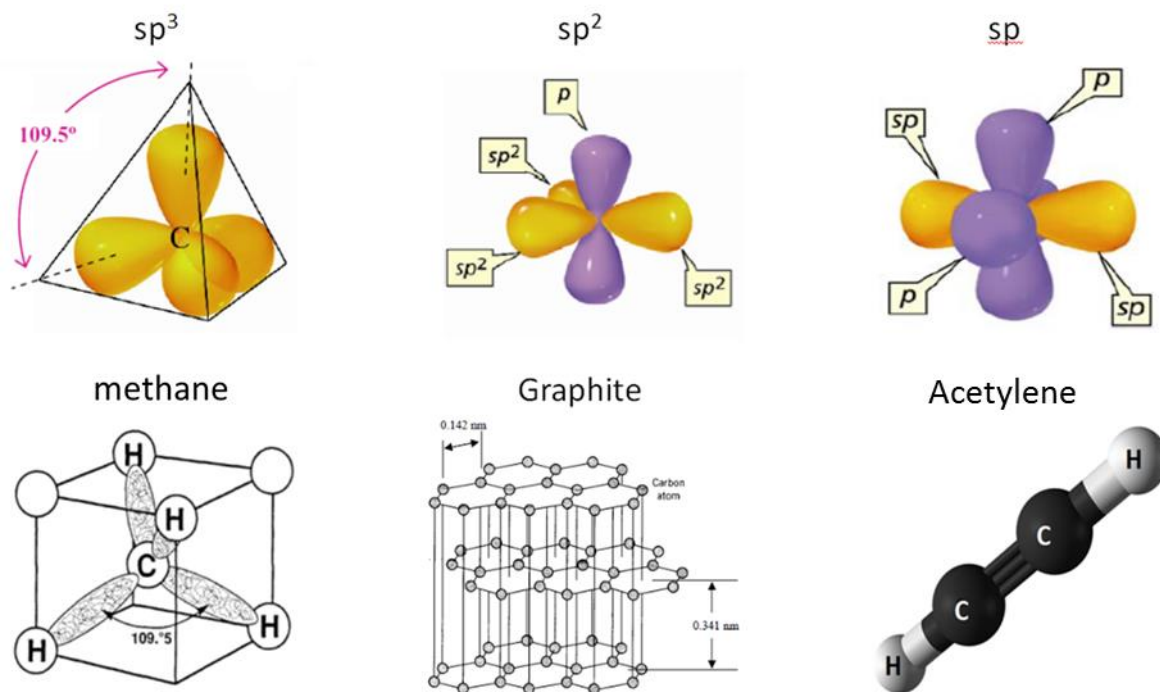 sp³
sp²
sp
109.5°
C
p
sp²
sp²
sp²
p
sp
p
sp
methane
Graphite
Acetylene
H
H
C
H
H
109.°5
0.142 nm
Carbon
atom
0.341 nm
H
C
C
H